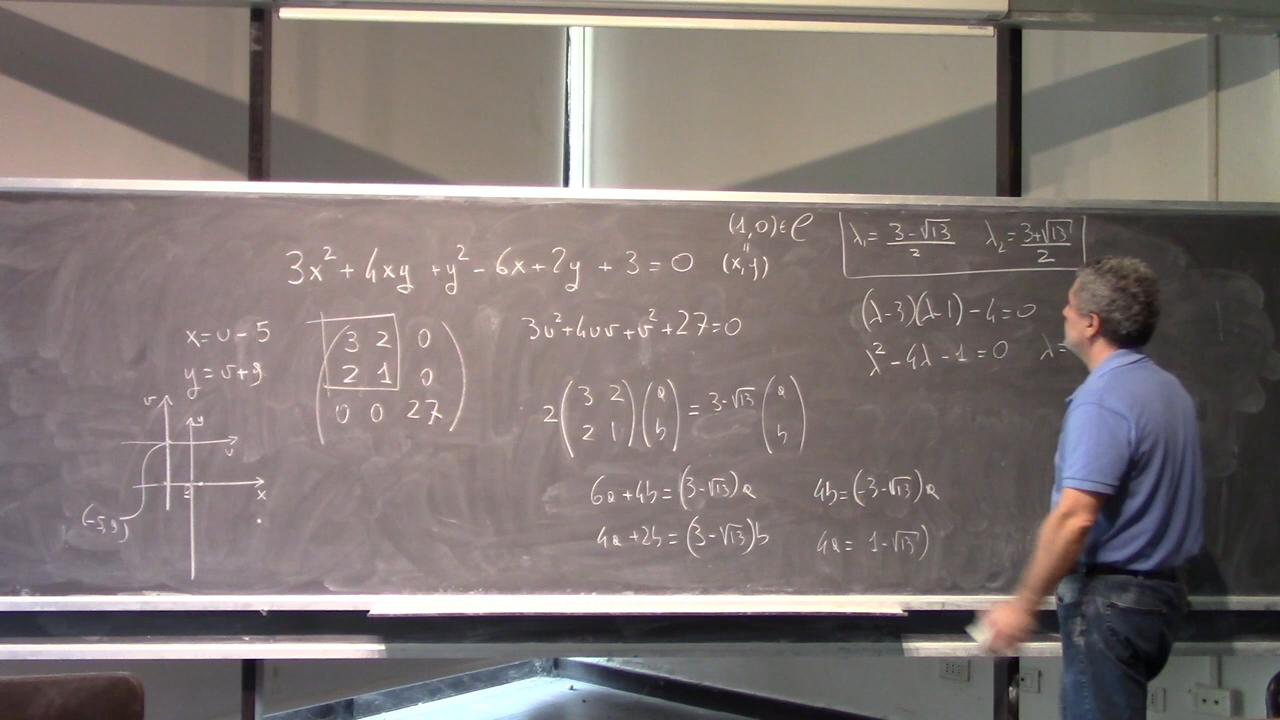 3x² + 4xy + y² - 6x + 2y + 3 = 0
(1,0) ∈ C
"
(x,y)
x = u - 5
y = v + 9
( 3 2 0
2 1 0
0 0 27 )
v
y
u
x
(-5,9)
3u² + 4uv + v² + 27 = 0
2 ( 3 2 ) ( a ) = 3-√13 ( a )
( 2 1 ) ( b ) ( b )
6a + 4b = (3-√13) a
4a + 2b = (3-√13) b
4b = (-3-√13) a
4a = 1-√13)
λ₁ = (3-√13)/2 λ₂ = (3+√13)/2
(λ-3)(λ-1) - 4 = 0
λ² - 4λ - 1 = 0 λ =